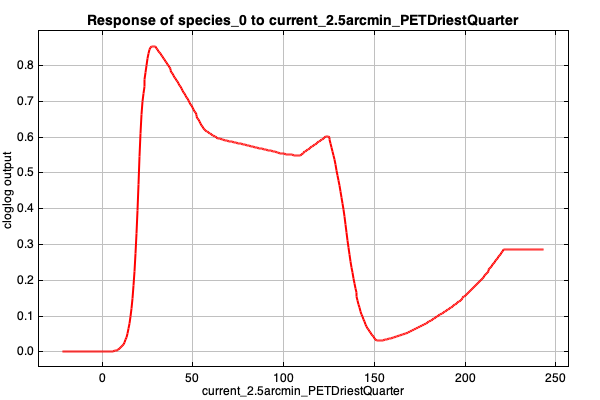 Response of species_0 to current_2.5arcmin_PETDriestQuarter
cloglog output
0.8
0.7
0.6
0.5
0.4
0.3
0.2
0.1
0.0
0 50 100 150 200 250
current_2.5arcmin_PETDriestQuarter